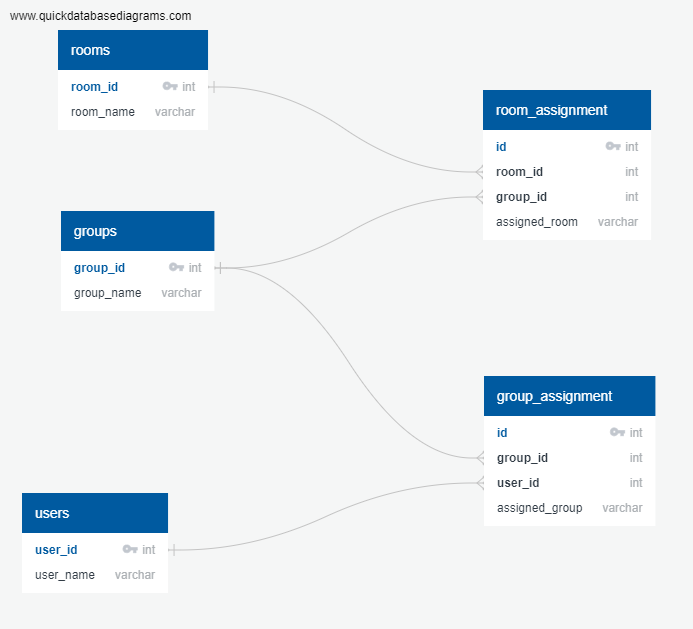 www.quickdatabasediagrams.com
rooms
room_id int
room_name varchar
room_assignment
id int
room_id int
group_id int
assigned_room varchar
groups
group_id int
group_name varchar
group_assignment
id int
group_id int
user_id int
assigned_group varchar
users
user_id int
user_name varchar